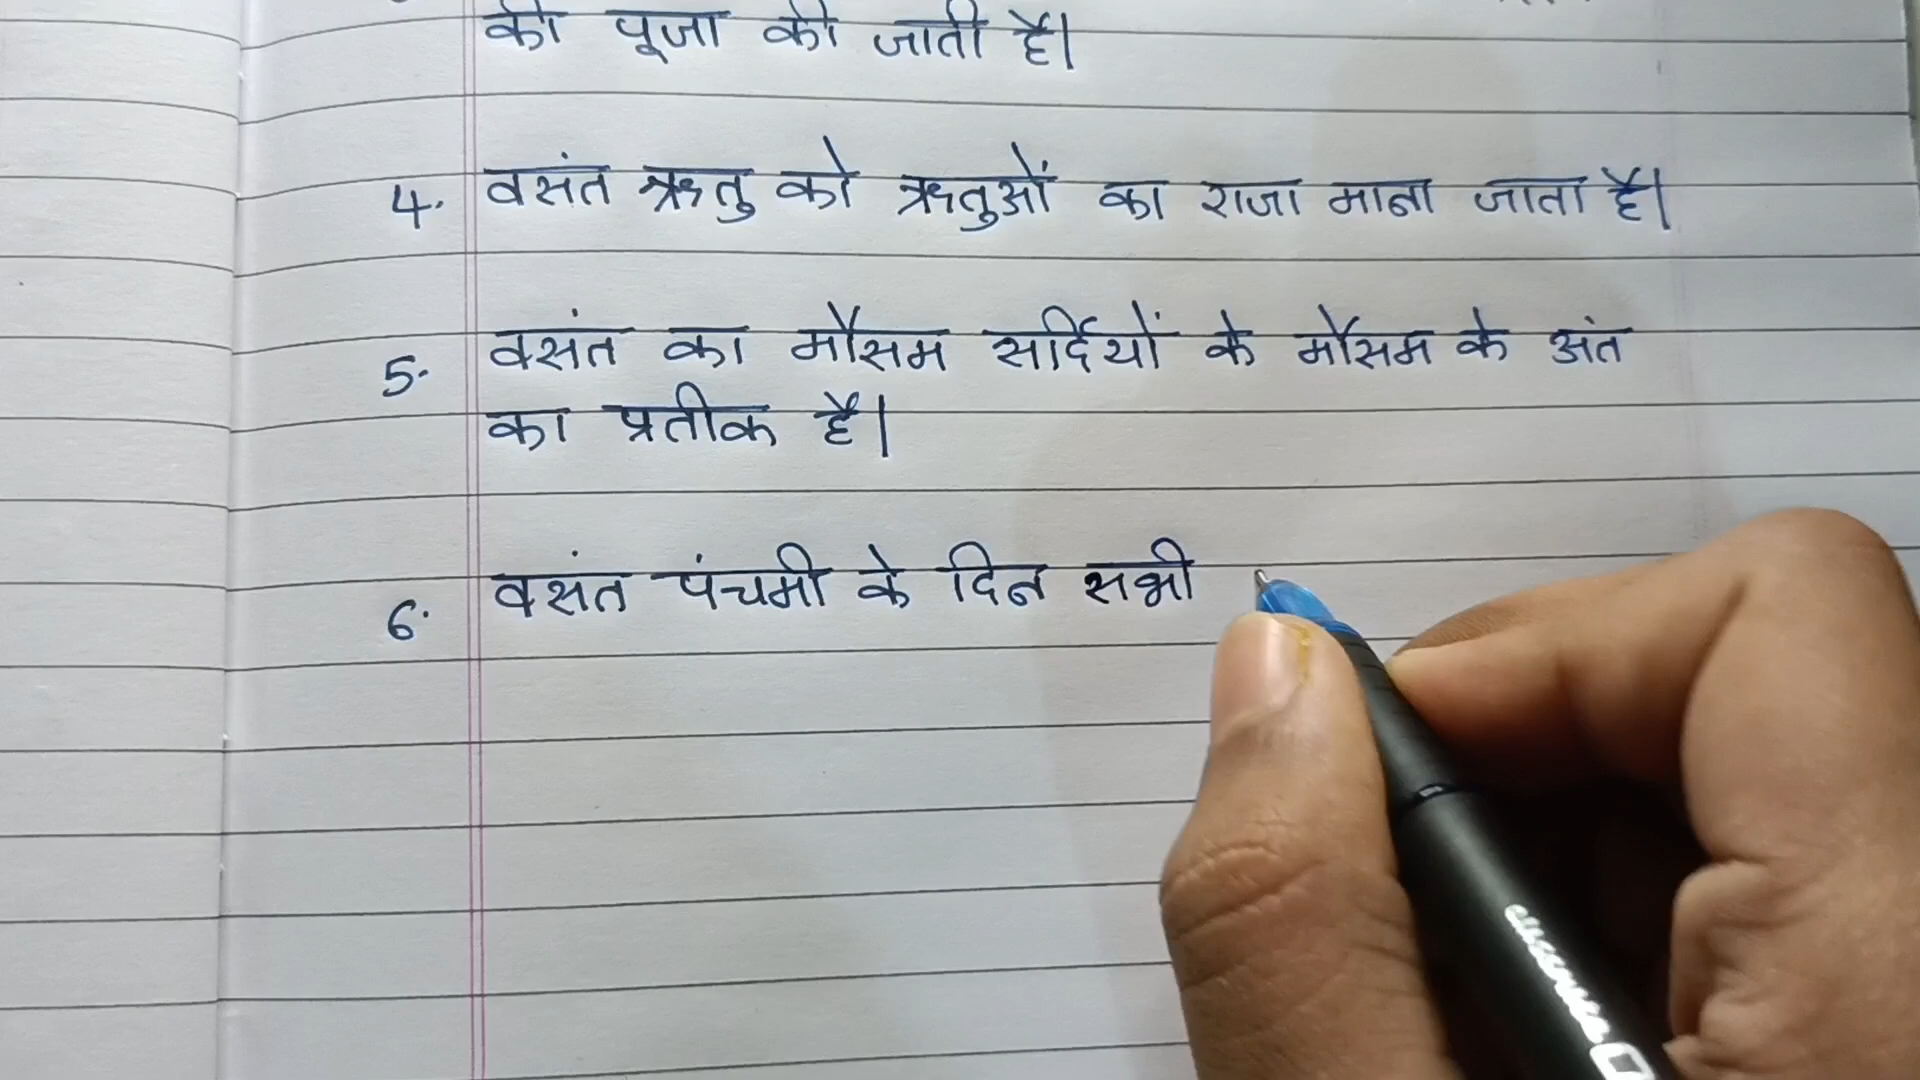 की पूजा की जाती है।
4. वसंत ऋतु को ऋतुओं का राजा माना जाता है।
5. वसंत का मौसम सर्दियों के मौसम के अंत
का प्रतीक है।
6. वसंत पंचमी के दिन सभी